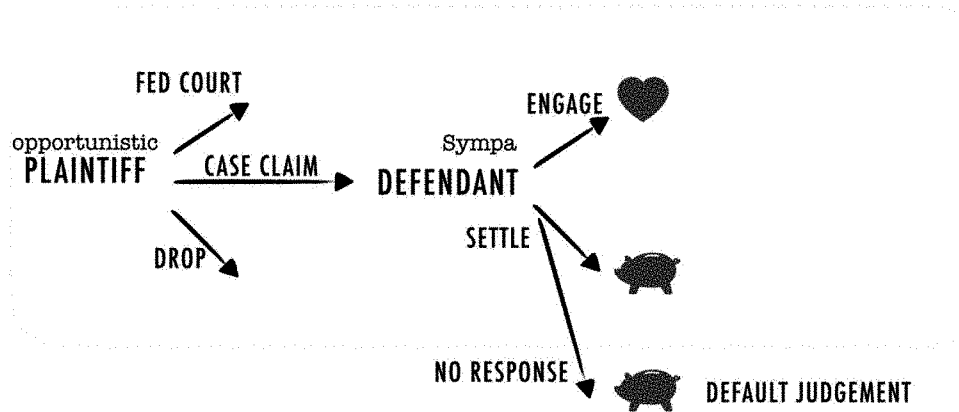 FED COURT
opportunistic
PLAINTIFF
CASE CLAIM
DROP
Sympa
DEFENDANT
ENGAGE
SETTLE
NO RESPONSE
DEFAULT JUDGEMENT